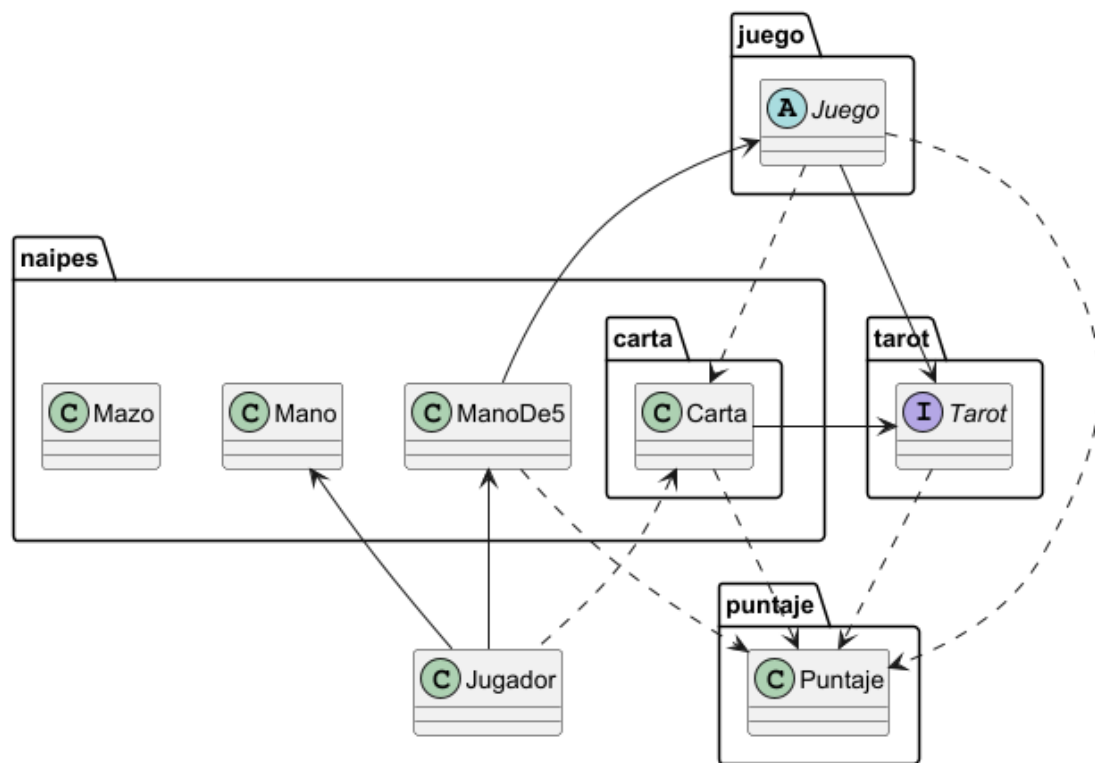 juego
A Juego
naipes
carta
tarot
C Mazo
C Mano
C ManoDe5
C Carta
I Tarot
puntaje
C Jugador
C Puntaje